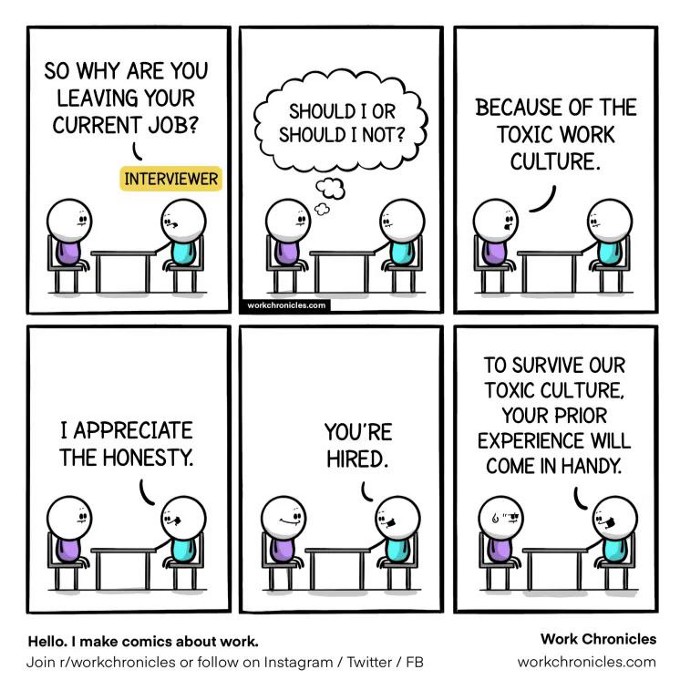 SO WHY ARE YOU
LEAVING YOUR
CURRENT JOB?
INTERVIEWER
SHOULD I OR
SHOULD I NOT?
workchronicles.com
BECAUSE OF THE
TOXIC WORK
CULTURE.
I APPRECIATE
THE HONESTY.
YOU'RE
HIRED.
TO SURVIVE OUR
TOXIC CULTURE,
YOUR PRIOR
EXPERIENCE WILL
COME IN HANDY.
Hello. I make comics about work.
Join r/workchronicles or follow on Instagram / Twitter / FB
Work Chronicles
workchronicles.com